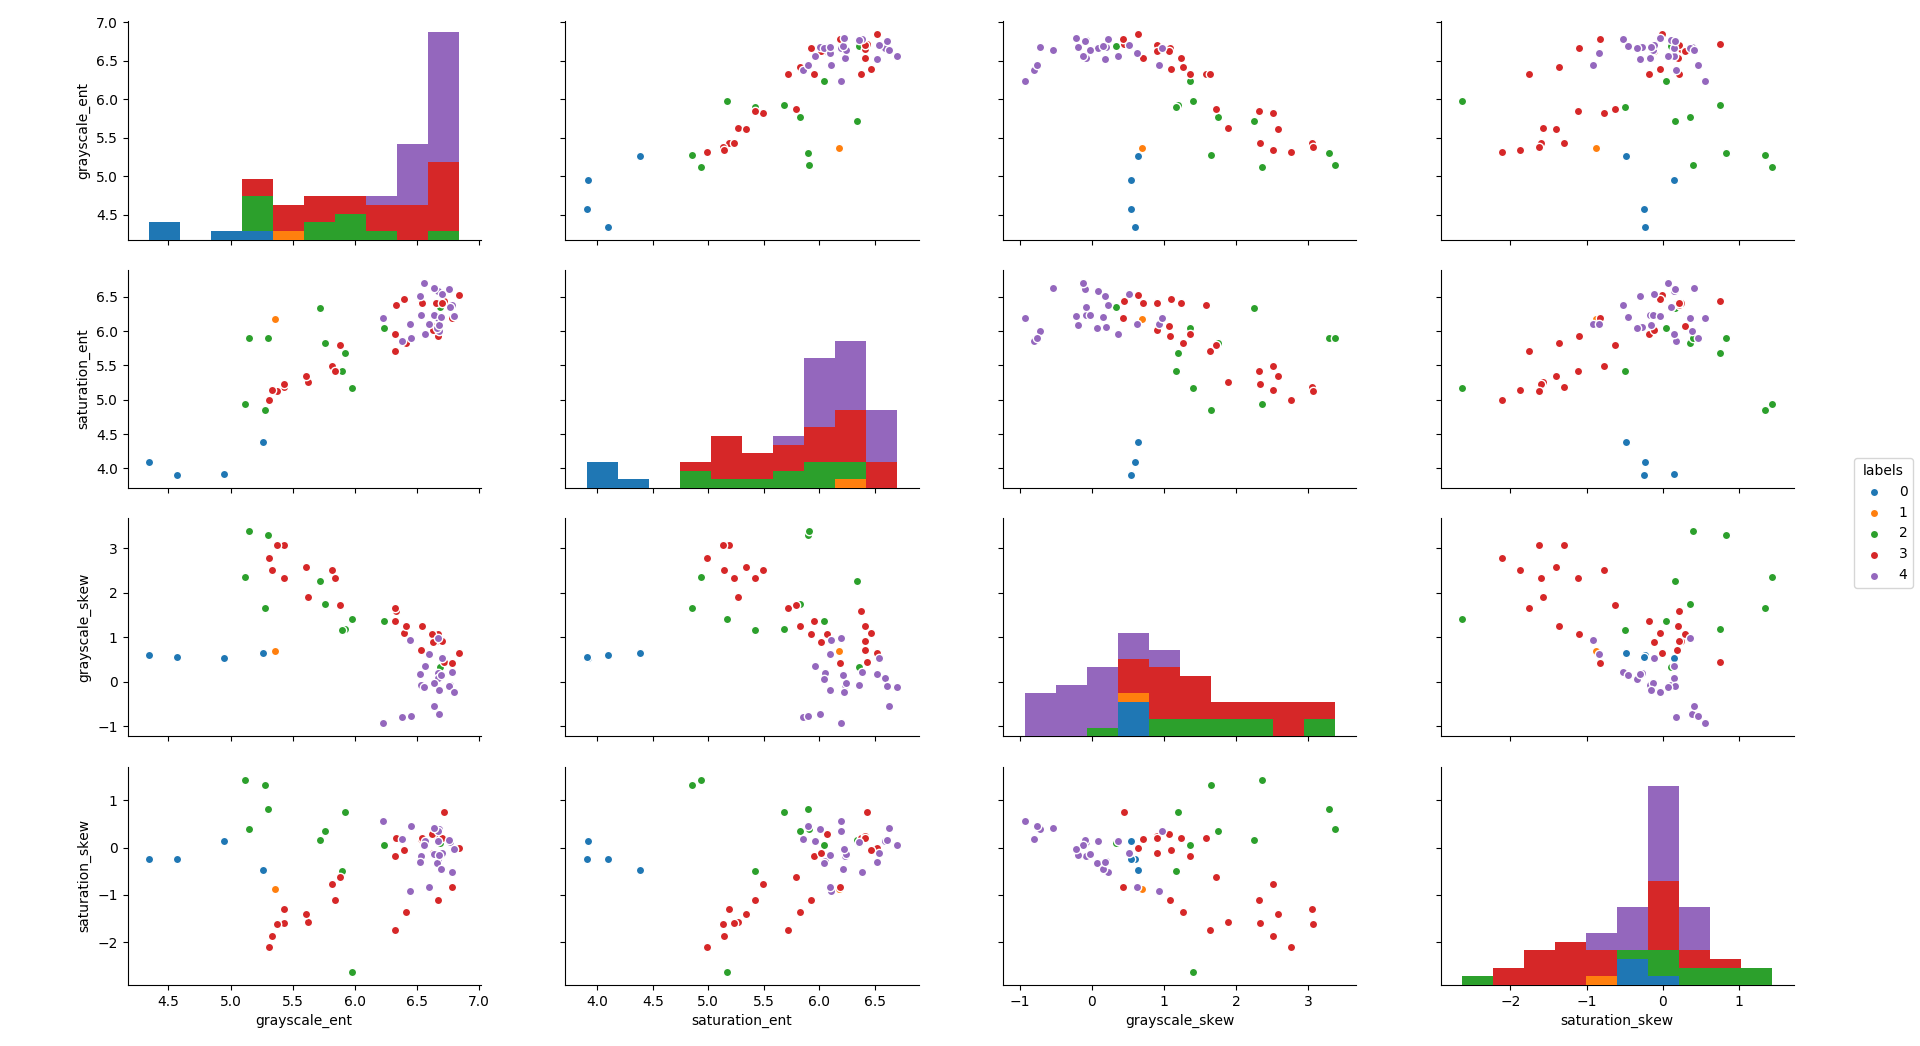 grayscale_ent
7.0
6.5
6.0
5.5
5.0
4.5
saturation_ent
6.5
6.0
5.5
5.0
4.5
4.0
grayscale_skew
3
2
1
0
−1
saturation_skew
1
0
−1
−2
4.5 5.0 5.5 6.0 6.5 7.0
grayscale_ent
4.0 4.5 5.0 5.5 6.0 6.5
saturation_ent
−1 0 1 2 3
grayscale_skew
−2 −1 0 1
saturation_skew
labels
0
1
2
3
4